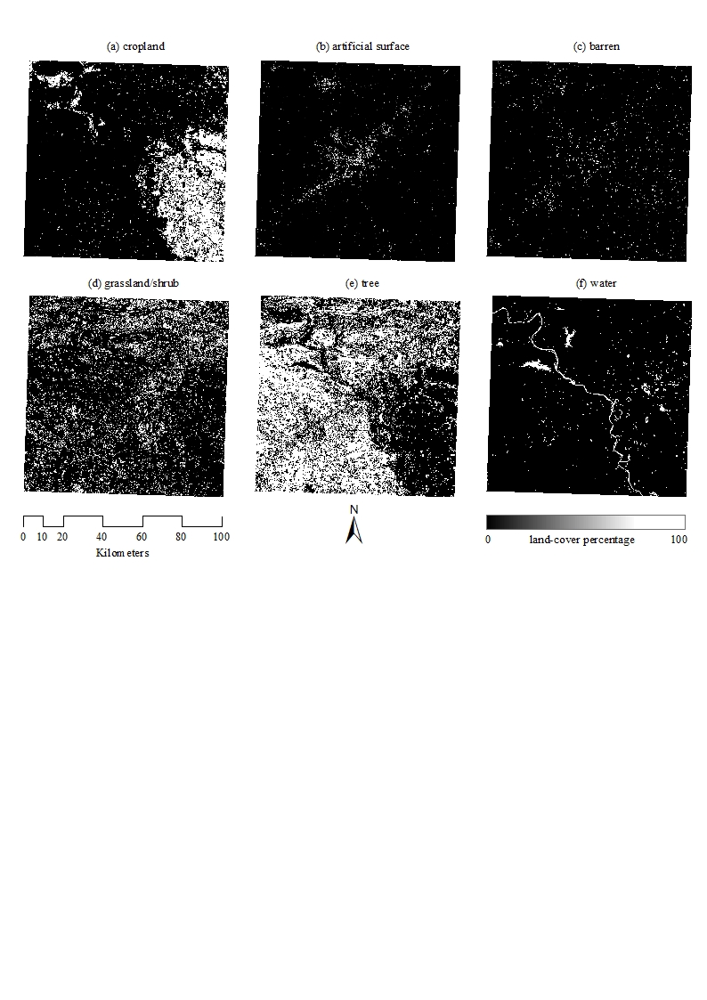 (a) cropland (b) artificial surface (c) barren
(d) grassland/shrub (e) tree (f) water
N
0 10 20 40 60 80 100
Kilometers
0 land-cover percentage 100